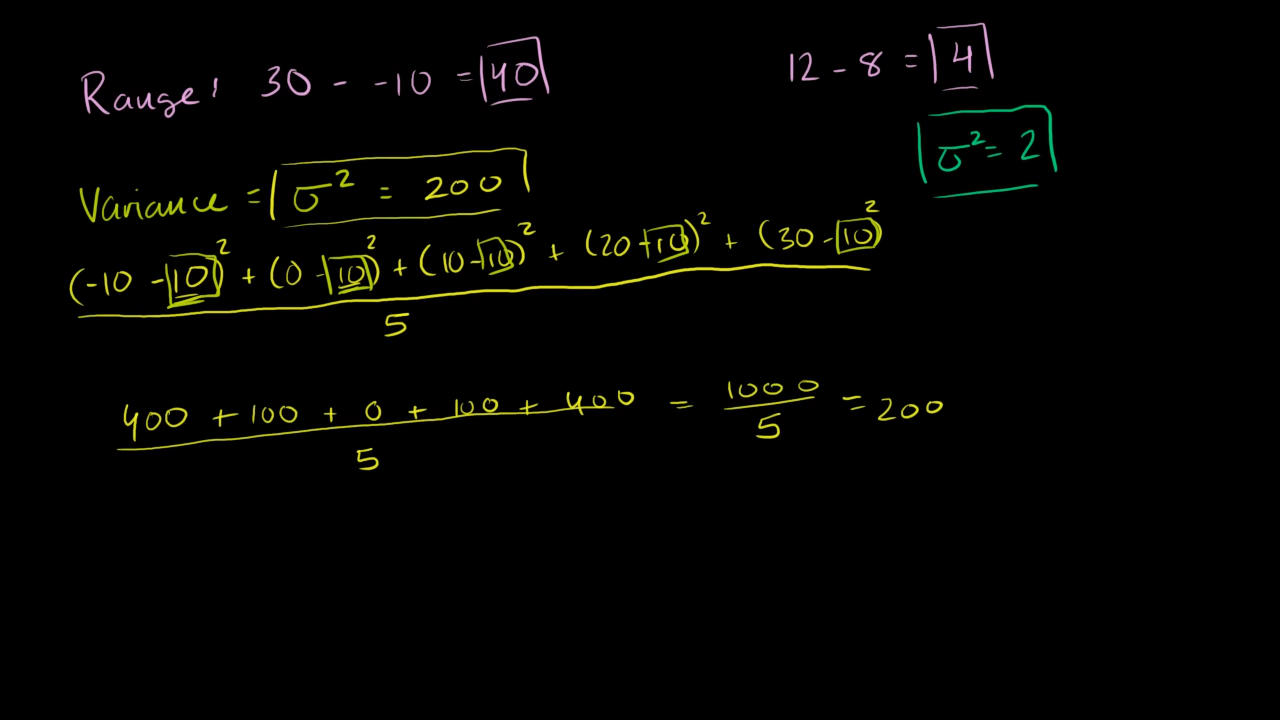 Range: 30 - -10 = 40
12 - 8 = 4
σ² = 2
Variance = σ² = 200
(-10 - 10)² + (0 - 10)² + (10 - 10)² + (20 - 10)² + (30 - 10)²
5
400 + 100 + 0 + 100 + 400 = 1000 = 200
5 5